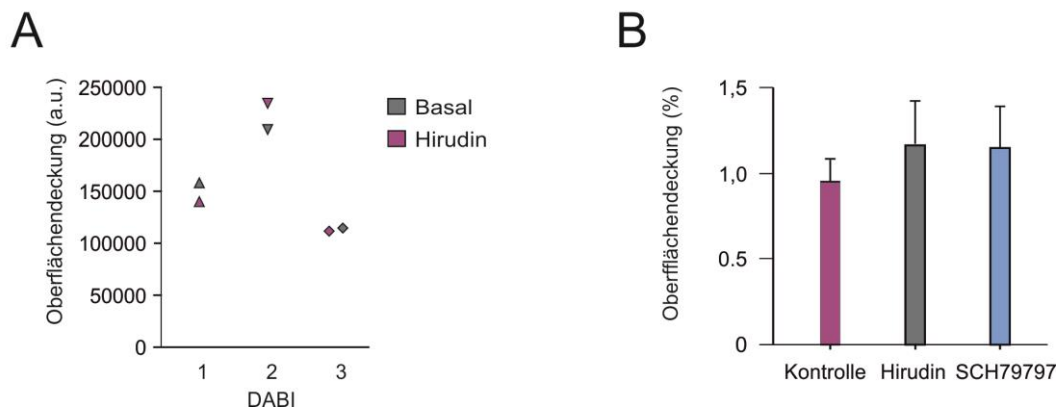 A
Oberflächendeckung (a.u.)
250000
200000
150000
100000
50000
0
1 2 3
DABI
Basal
Hirudin
B
Oberfflächendeckung (%)
1,5
1,0
0.5
0
Kontrolle Hirudin SCH79797